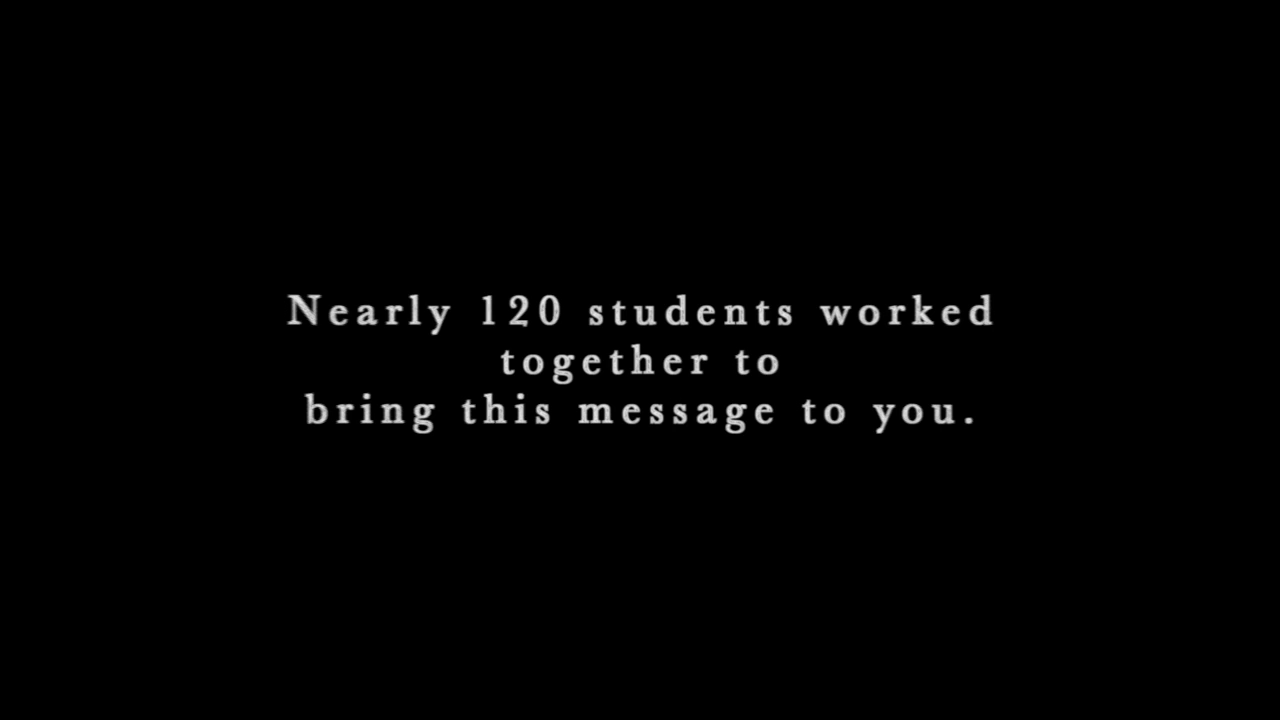 Nearly 120 students worked
together to
bring this message to you.